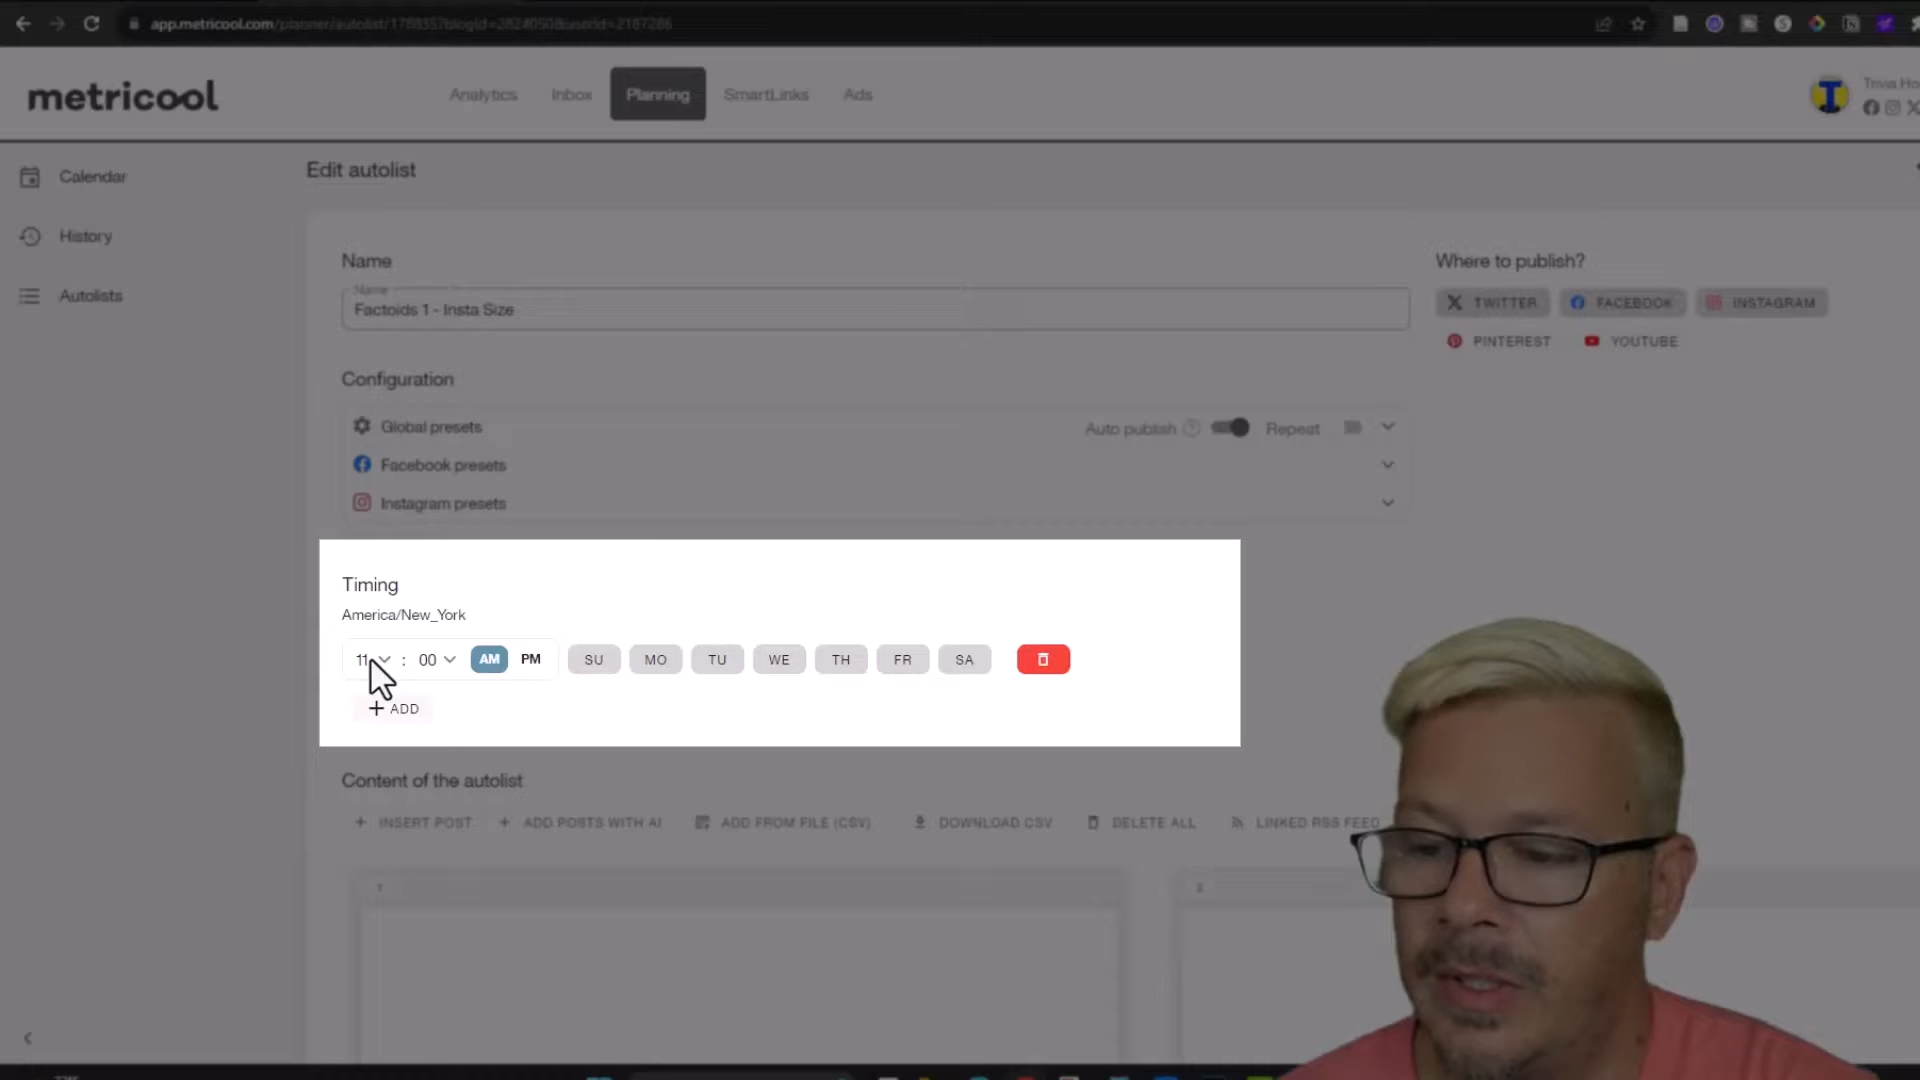 app.metricool.com/planner/autolist/
metricool
Analytics
Inbox
Planning
SmartLinks
Ads
Trivia Ho
Calendar
History
Autolists
Edit autolist
Name
Name
Factoids 1 - Insta Size
Where to publish?
TWITTER
FACEBOOK
INSTAGRAM
PINTEREST
YOUTUBE
Configuration
Global presets
Auto publish
Repeat
Facebook presets
Instagram presets
Timing
America/New_York
11 : 00 AM PM SU MO TU WE TH FR SA
+ ADD
Content of the autolist
+ INSERT POST + ADD POSTS WITH AI ADD FROM FILE (CSV) DOWNLOAD CSV DELETE ALL LINKED RSS FEED
1
2